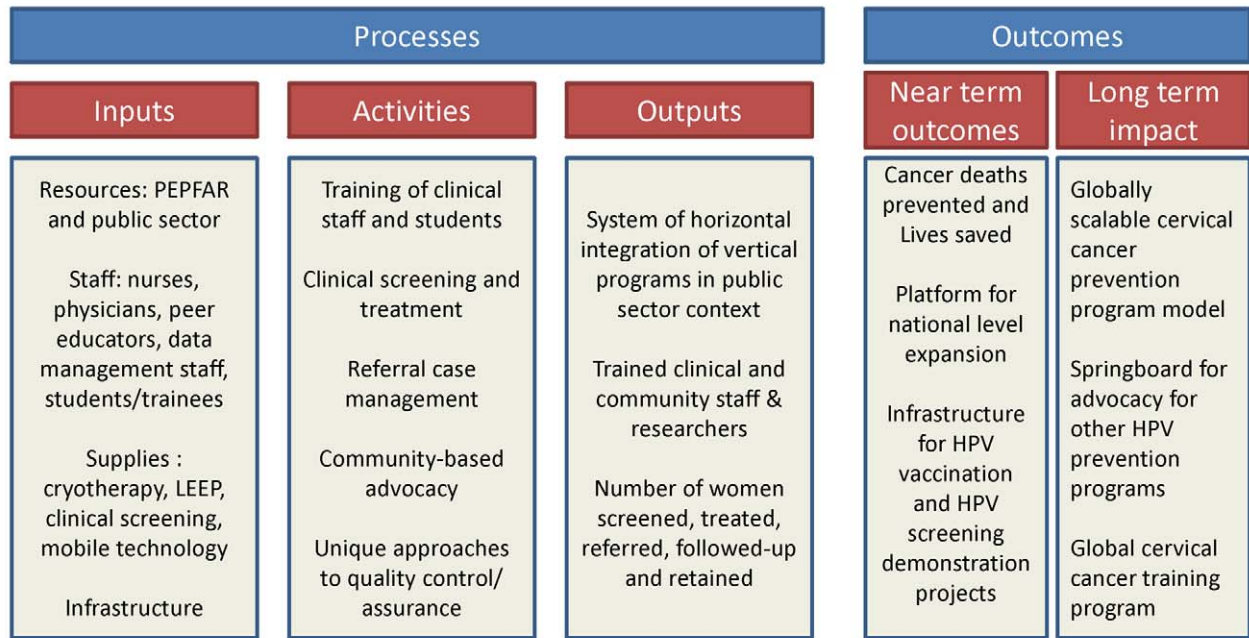 Processes
Outcomes
Inputs
Activities
Outputs
Near term
outcomes
Long term
impact
Resources: PEPFAR
and public sector
Staff: nurses,
physicians, peer
educators, data
management staff,
students/trainees
Supplies :
cryotherapy, LEEP,
clinical screening,
mobile technology
Infrastructure
Training of clinical
staff and students
Clinical screening and
treatment
Referral case
management
Community-based
advocacy
Unique approaches
to quality control/
assurance
System of horizontal
integration of vertical
programs in public
sector context
Trained clinical and
community staff &
researchers
Number of women
screened, treated,
referred, followed-up
and retained
Cancer deaths
prevented and
Lives saved
Platform for
national level
expansion
Infrastructure
for HPV
vaccination
and HPV
screening
demonstration
projects
Globally
scalable cervical
cancer
prevention
program model
Springboard for
advocacy for
other HPV
prevention
programs
Global cervical
cancer training
program